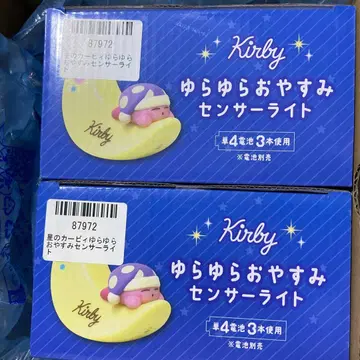 87972
星のカービィゆらゆら
おやすみセンサーライ
ト
Kirby
ゆらゆらおやすみ
センサーライト
単4電池3本使用
※電池別売
Kirby
87972
星のカービィゆらゆら
おやすみセンサーライ
ト
Kirby
ゆらゆらおやすみ
センサーライト
単4電池3本使用
※電池別売
Kirby